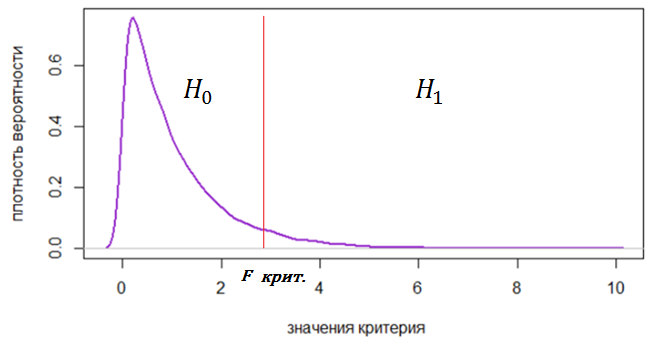 плотность вероятности
0.6
0.4
0.2
0.0
H₀
H₁
F крит.
0 2 4 6 8 10
значения критерия